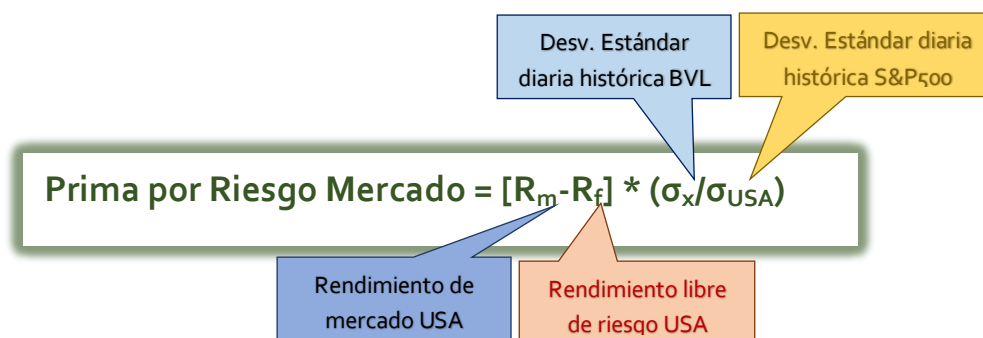 Desv. Estándar
diaria histórica BVL
Desv. Estándar diaria
histórica S&P500
Prima por Riesgo Mercado = [Rm-Rf] * (σx/σUSA)
Rendimiento de
mercado USA
Rendimiento libre
de riesgo USA